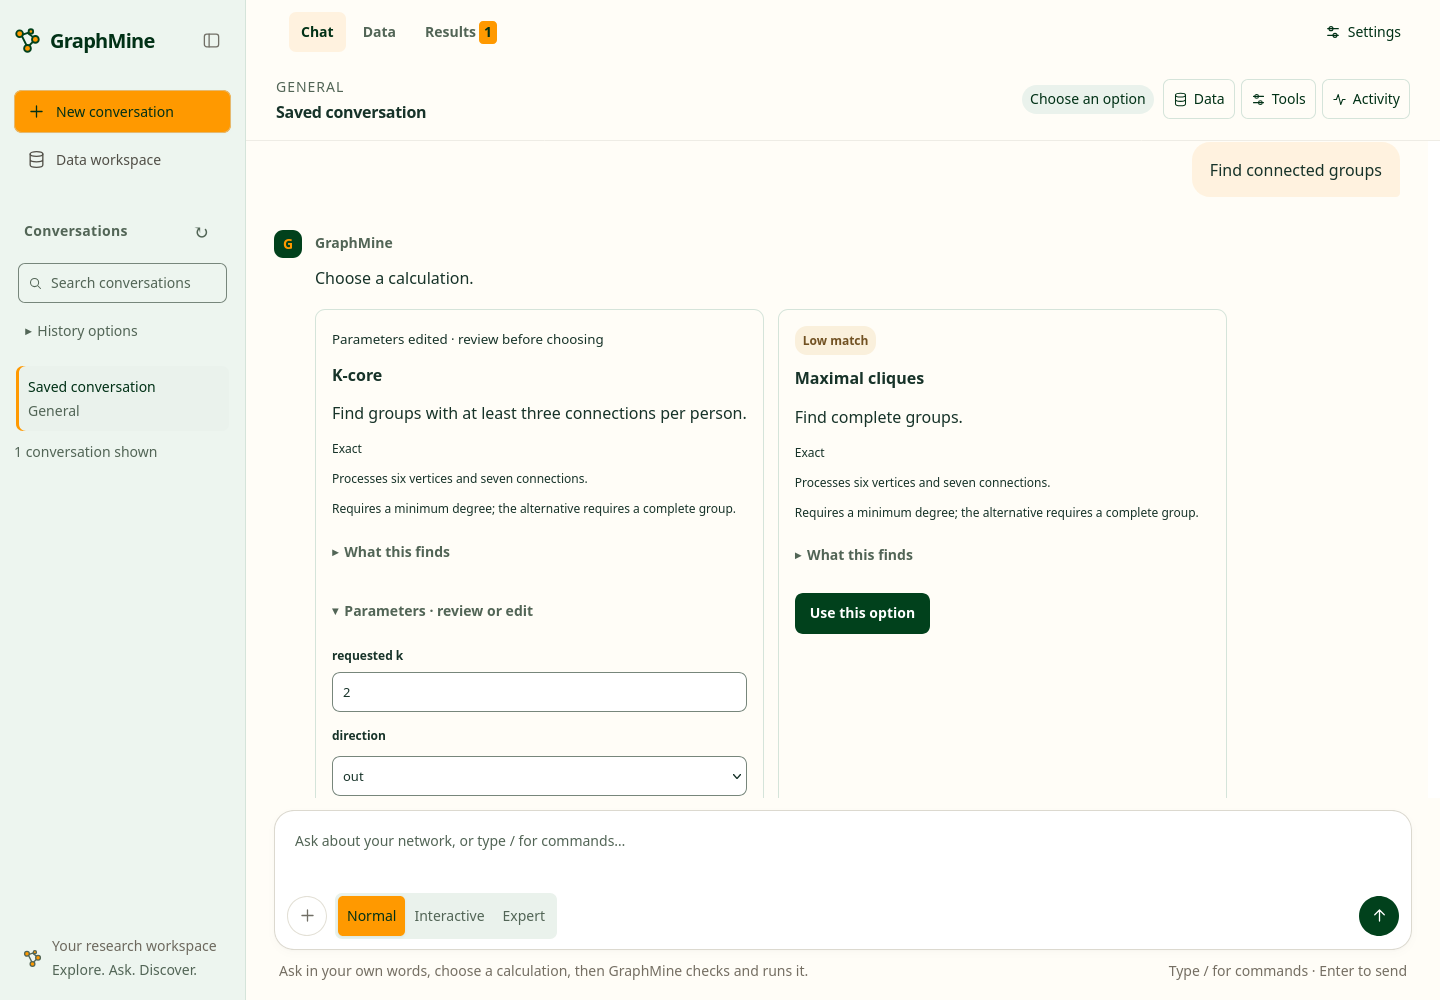 GraphMine
New conversation
Data workspace
Conversations
Search conversations
History options
Saved conversation
General
1 conversation shown
Your research workspace
Explore. Ask. Discover.
Chat
Data
Results 1
Settings
GENERAL
Saved conversation
Choose an option
Data
Tools
Activity
Find connected groups
G
GraphMine
Choose a calculation.
Parameters edited · review before choosing
K-core
Find groups with at least three connections per person.
Exact
Processes six vertices and seven connections.
Requires a minimum degree; the alternative requires a complete group.
What this finds
Parameters · review or edit
requested k
2
direction
out
Low match
Maximal cliques
Find complete groups.
Exact
Processes six vertices and seven connections.
Requires a minimum degree; the alternative requires a complete group.
What this finds
Use this option
Ask about your network, or type / for commands...
Normal
Interactive
Expert
Ask in your own words, choose a calculation, then GraphMine checks and runs it.
Type / for commands · Enter to send